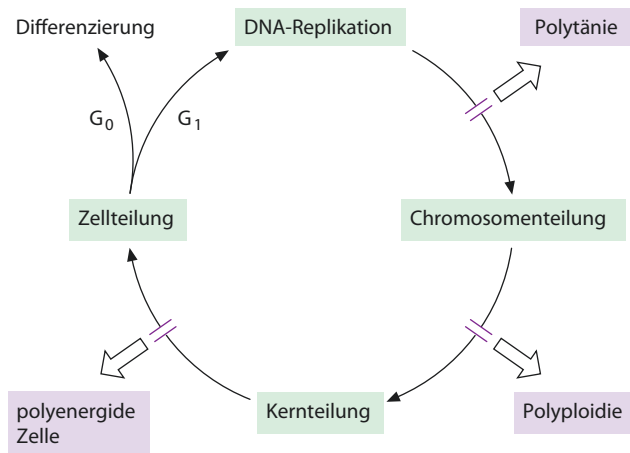 Differenzierung
DNA-Replikation
Polytänie
G0
G1
Zellteilung
Chromosomenteilung
polyenergide
Zelle
Kernteilung
Polyploidie